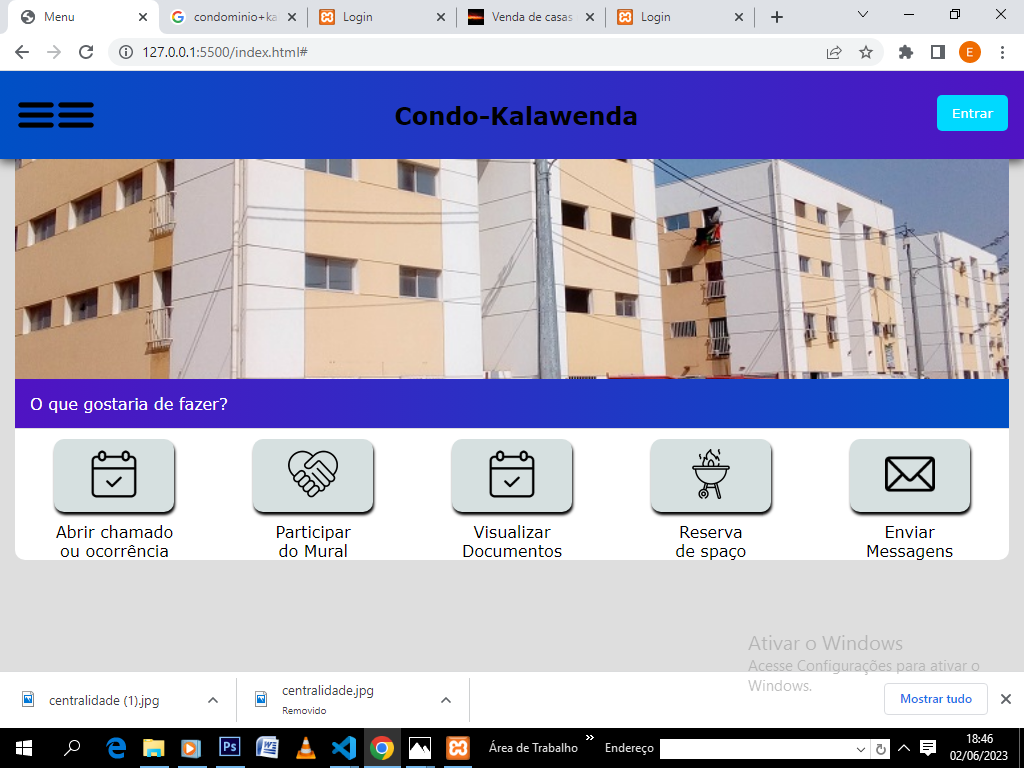 Menu
condominio+ka
Login
Venda de casas
Login
127.0.0.1:5500/index.html#
E
Condo-Kalawenda
Entrar
O que gostaria de fazer?
Abrir chamado
ou ocorrência
Participar
do Mural
Visualizar
Documentos
Reserva
de spaço
Enviar
Messagens
Ativar o Windows
Acesse Configurações para ativar o
Windows.
centralidade (1).jpg
centralidade.jpg
Removido
Mostrar tudo
Ps
Área de Trabalho
Endereço
18:46
02/06/2023